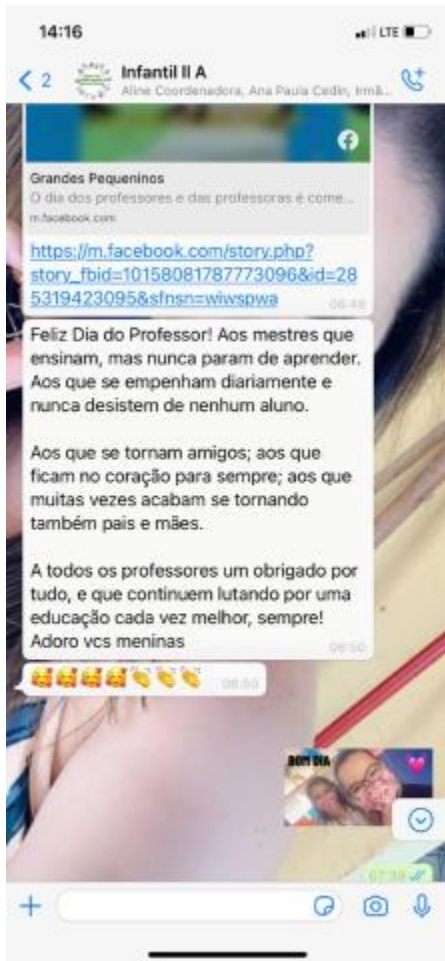 14:16
LTE
2
Infantil II A
Aline Coordenadora, Ana Paula Cedin, Irmã...
Grandes Pequeninos
O dia dos professores e das professoras é come...
m.facebook.com
https://m.facebook.com/story.php?
story_fbid=10158081787773096&id=28
5319423095&sfnsn=wiwspwa
06:48
Feliz Dia do Professor! Aos mestres que
ensinam, mas nunca param de aprender.
Aos que se empenham diariamente e
nunca desistem de nenhum aluno.
Aos que se tornam amigos; aos que
ficam no coração para sempre; aos que
muitas vezes acabam se tornando
também pais e mães.
A todos os professores um obrigado por
tudo, e que continuem lutando por uma
educação cada vez melhor, sempre!
Adoro vcs meninas
06:50
06:50
BOM DIA
07:39